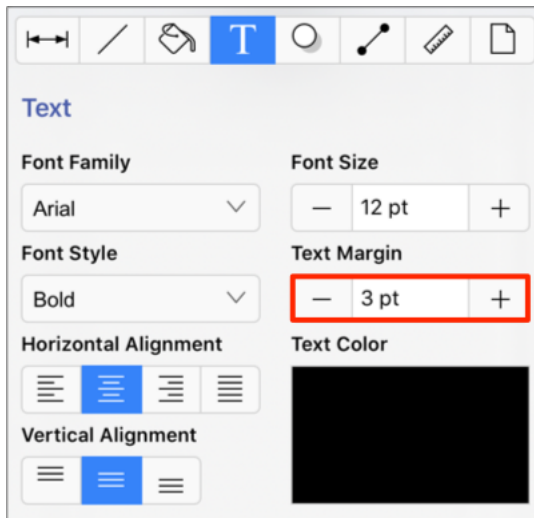 T
Text
Font Family
Font Size
Arial
12 pt
Font Style
Text Margin
Bold
3 pt
Horizontal Alignment
Text Color
Vertical Alignment